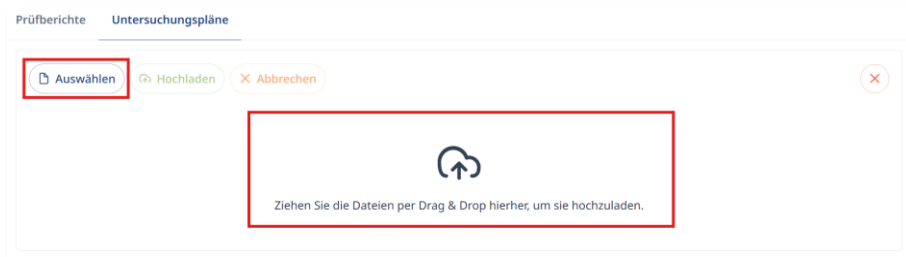 Prüfberichte Untersuchungspläne
Auswählen Hochladen Abbrechen
Ziehen Sie die Dateien per Drag & Drop hierher, um sie hochzuladen.